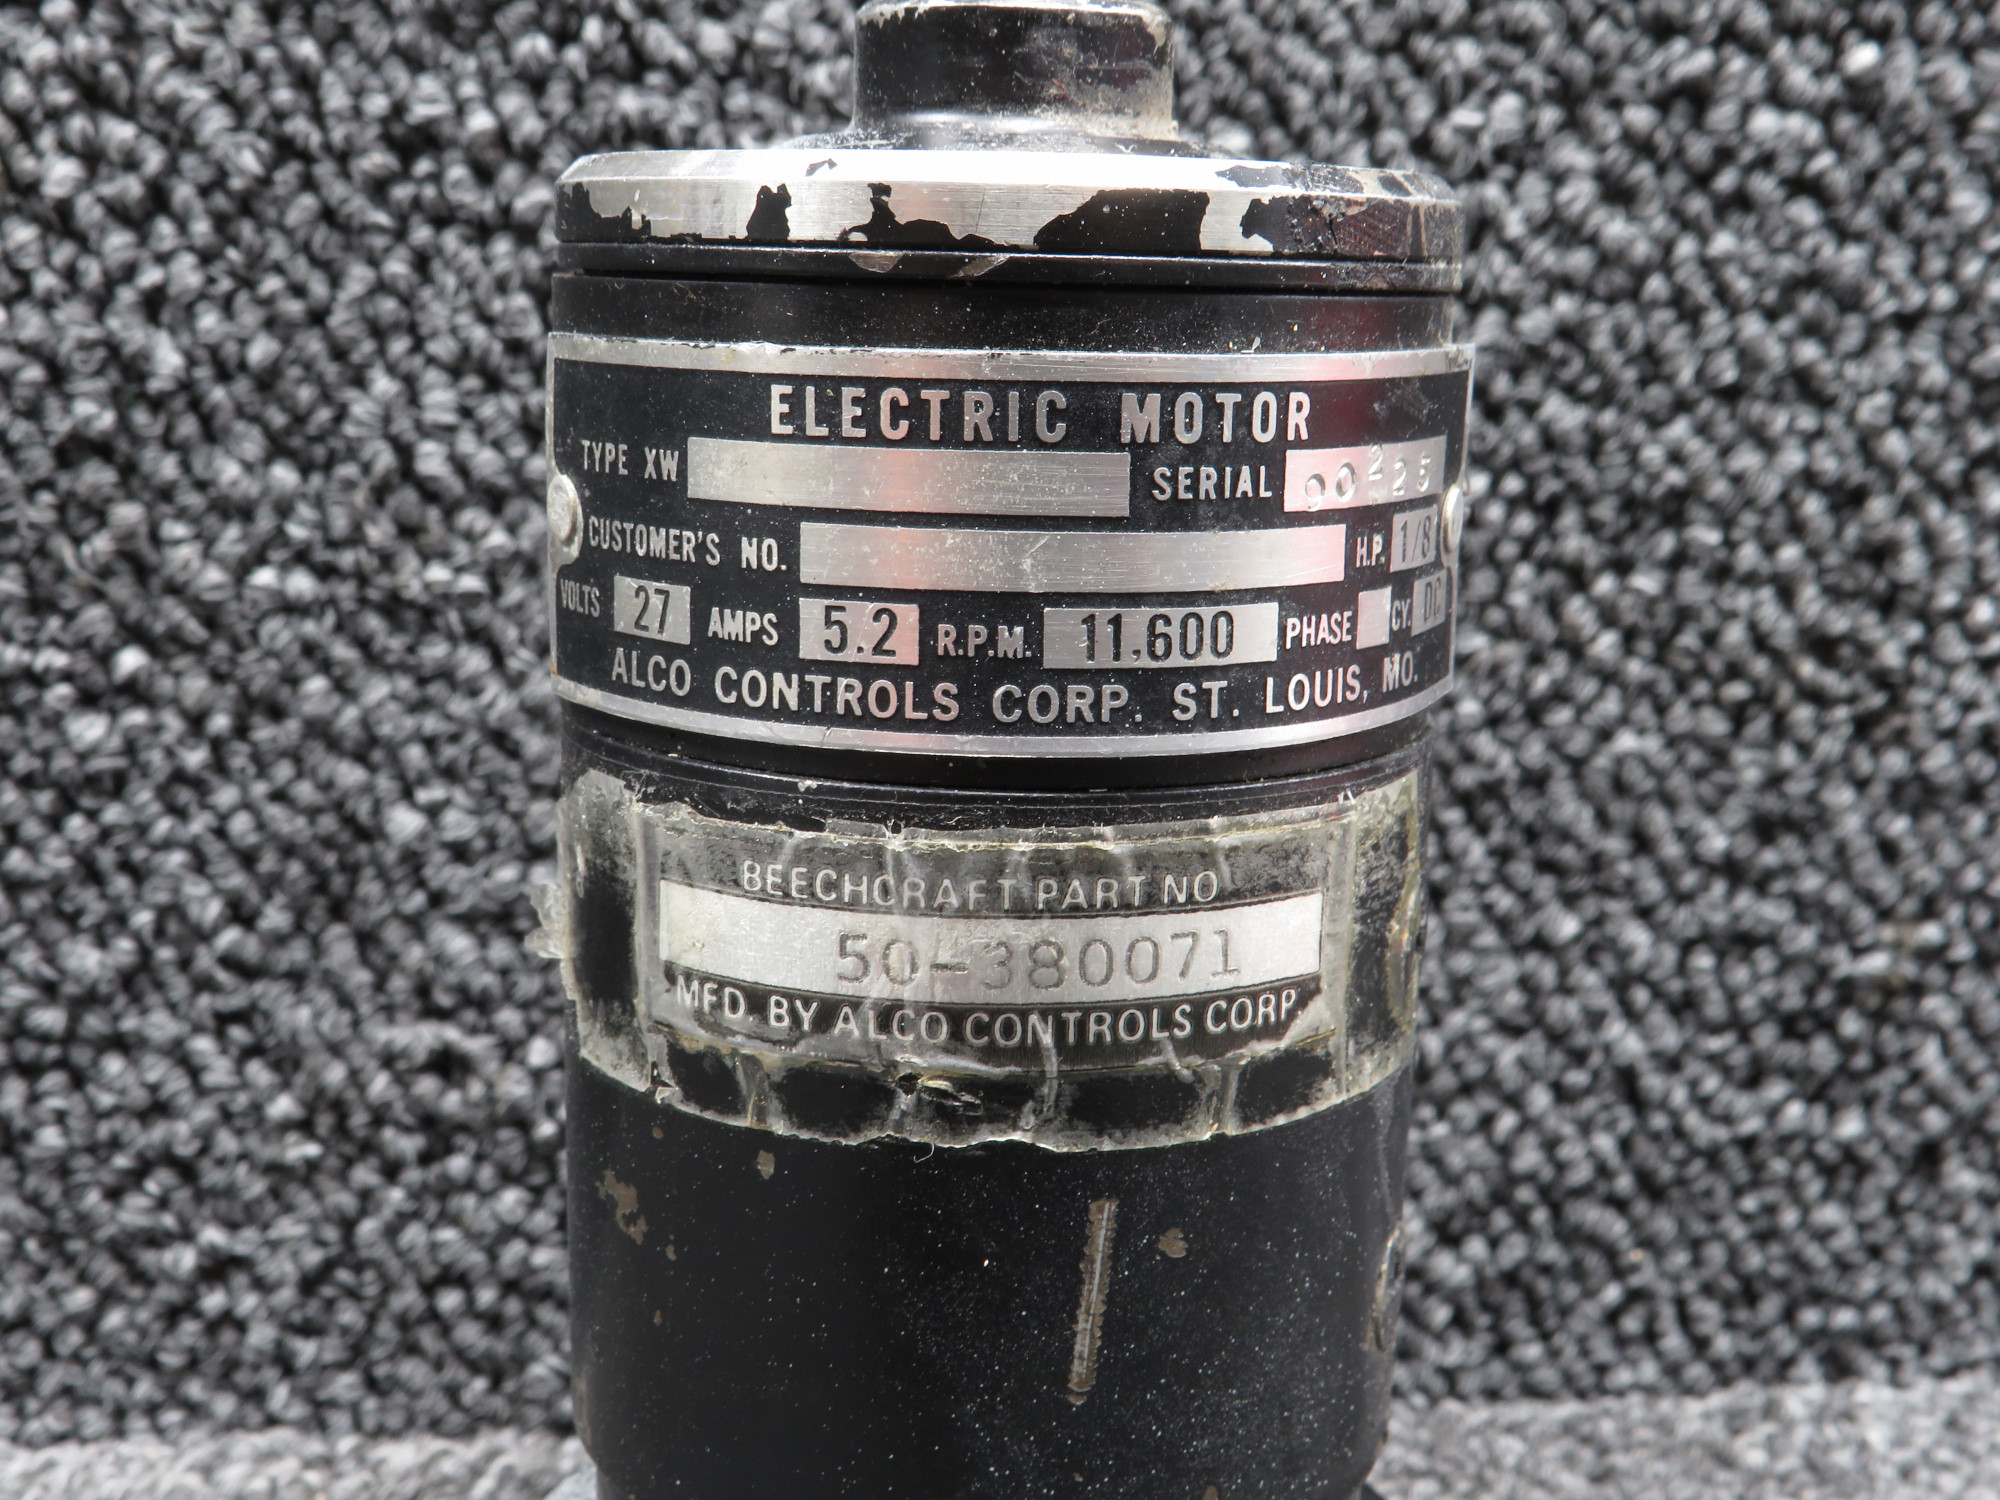 ELECTRIC MOTOR
TYPE XW SERIAL 90225
CUSTOMER'S NO. H.P. 1/8
VOLTS 27 AMPS 5.2 R.P.M. 11,600 PHASE CY. DC
ALCO CONTROLS CORP. ST. LOUIS, MO.
BEECHCRAFT PART NO
50-380071
MFD. BY ALCO CONTROLS CORP.